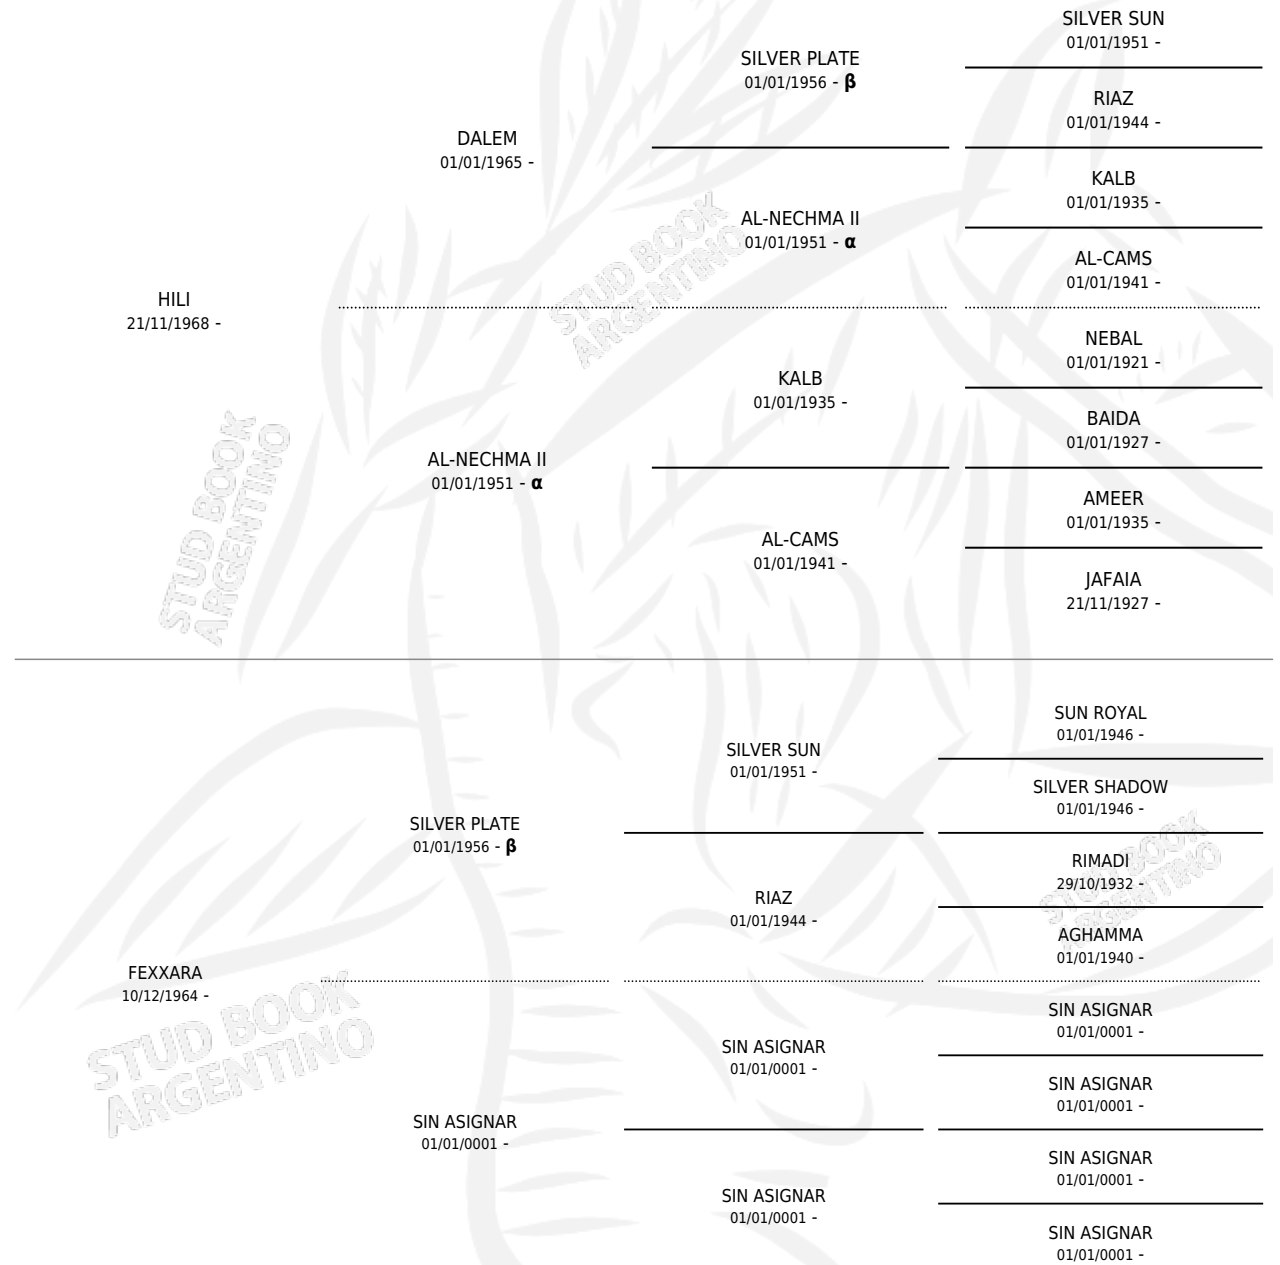 SILVER SUN
01/01/1951 -
SILVER PLATE
01/01/1956 - β
RIAZ
01/01/1944 -
DALEM
01/01/1965 -
KALB
01/01/1935 -
AL-NECHMA II
01/01/1951 - α
AL-CAMS
01/01/1941 -
HILI
21/11/1968 -
NEBAL
01/01/1921 -
KALB
01/01/1935 -
BAIDA
01/01/1927 -
AL-NECHMA II
01/01/1951 - α
AMEER
01/01/1935 -
AL-CAMS
01/01/1941 -
JAFAIA
21/11/1927 -
SUN ROYAL
01/01/1946 -
SILVER SUN
01/01/1951 -
SILVER SHADOW
01/01/1946 -
SILVER PLATE
01/01/1956 - β
RIMADI
29/10/1932 -
RIAZ
01/01/1944 -
AGHAMMA
01/01/1940 -
FEXXARA
10/12/1964 -
SIN ASIGNAR
01/01/0001 -
SIN ASIGNAR
01/01/0001 -
SIN ASIGNAR
01/01/0001 -
SIN ASIGNAR
01/01/0001 -
SIN ASIGNAR
01/01/0001 -
SIN ASIGNAR
01/01/0001 -
SIN ASIGNAR
01/01/0001 -
STUD BOOK
ARGENTINO
STUD BOOK
ARGENTINO
STUD BOOK
ARGENTINO
STUD BOOK
ARGENTINO